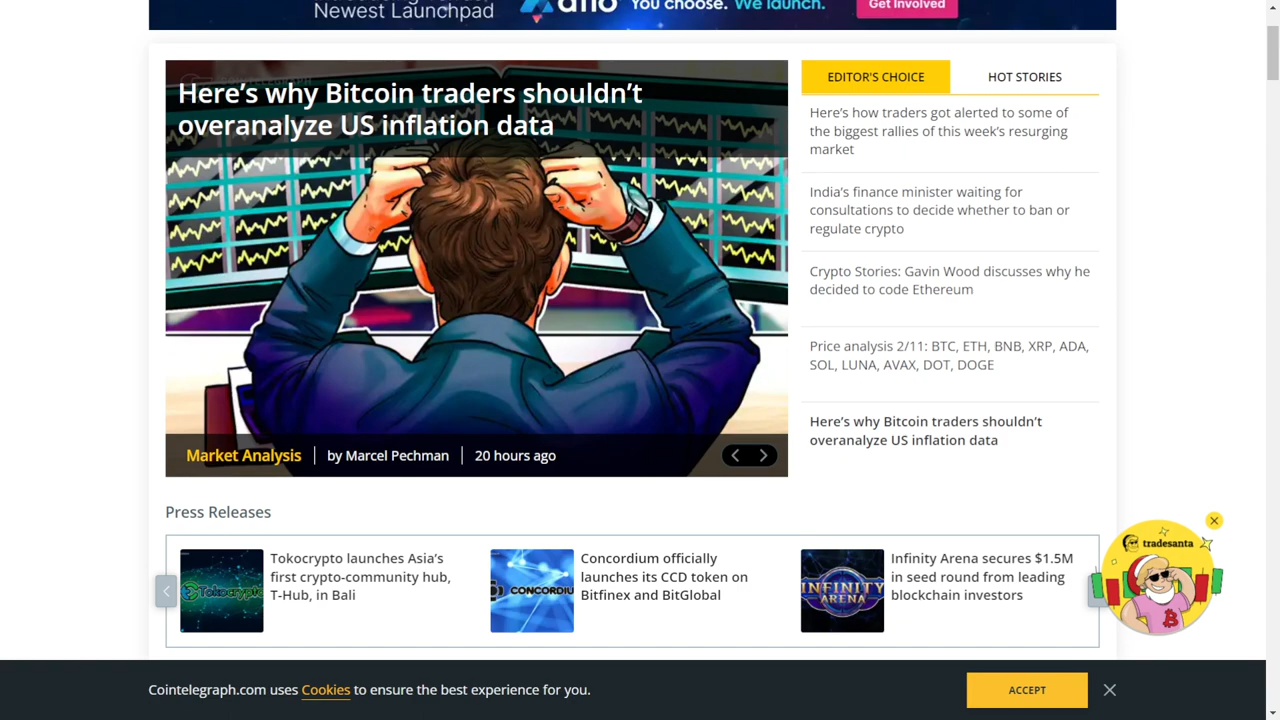 Newest Launchpad
You choose. We launch.
Get Involved
Here’s why Bitcoin traders shouldn’t
overanalyze US inflation data
Market Analysis
by Marcel Pechman
20 hours ago
EDITOR'S CHOICE
HOT STORIES
Here’s how traders got alerted to some of
the biggest rallies of this week’s resurging
market
India’s finance minister waiting for
consultations to decide whether to ban or
regulate crypto
Crypto Stories: Gavin Wood discusses why he
decided to code Ethereum
Price analysis 2/11: BTC, ETH, BNB, XRP, ADA,
SOL, LUNA, AVAX, DOT, DOGE
Here’s why Bitcoin traders shouldn’t
overanalyze US inflation data
Press Releases
Tokocrypto
Tokocrypto launches Asia’s
first crypto-community hub,
T-Hub, in Bali
CONCORDIU
Concordium officially
launches its CCD token on
Bitfinex and BitGlobal
INFINITY
ARENA
Infinity Arena secures $1.5M
in seed round from leading
blockchain investors
tradesanta
Cointelegraph.com uses Cookies to ensure the best experience for you.
ACCEPT